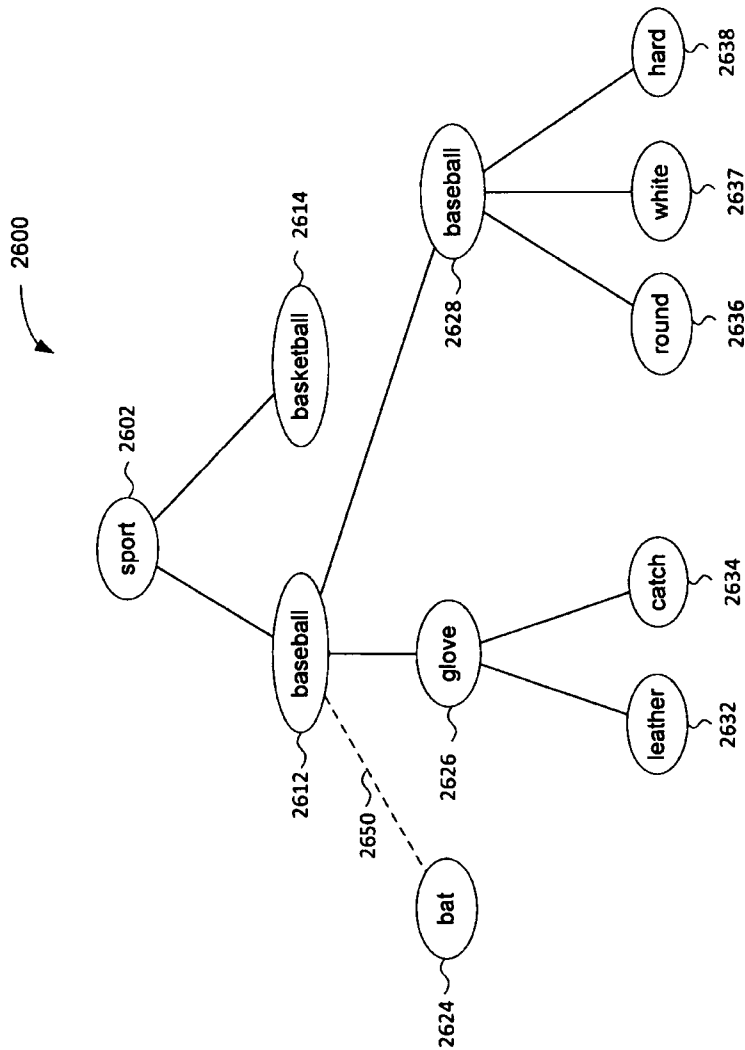 2600
sport
2602
baseball
2612
basketball
2614
2650
bat
2624
glove
2626
baseball
2628
leather
2632
catch
2634
round
2636
white
2637
hard
2638